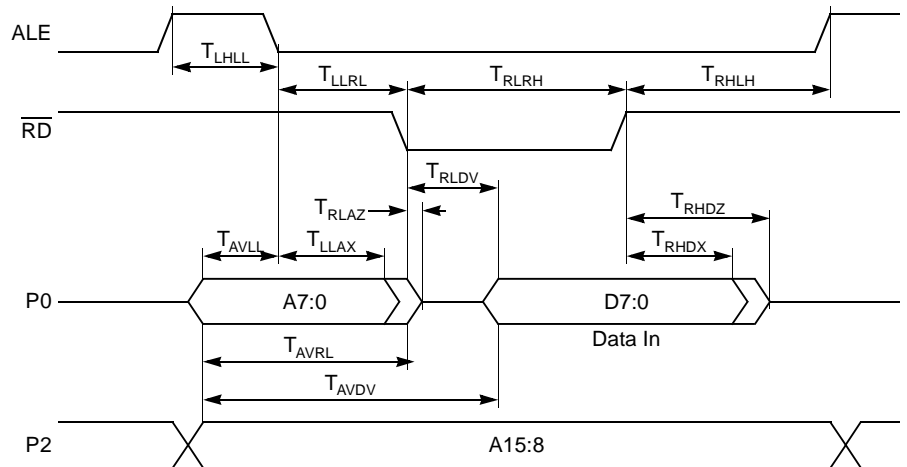 ALE
T_LHLL
T_LLRL
T_RLRH
T_RHLH
RD
T_RLDV
T_RLAZ
T_RHDZ
T_AVLL
T_LLAX
T_RHDX
P0
A7:0
D7:0
Data In
T_AVRL
T_AVDV
P2
A15:8